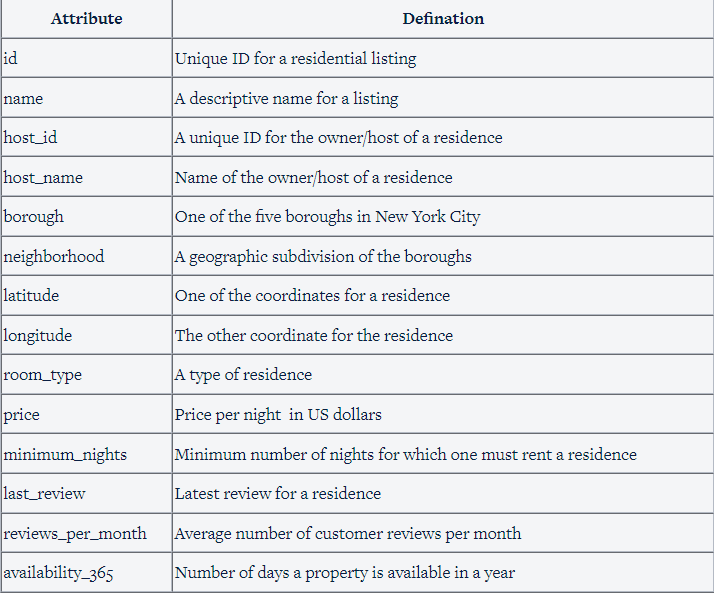 Attribute Defination
id Unique ID for a residential listing
name A descriptive name for a listing
host_id A unique ID for the owner/host of a residence
host_name Name of the owner/host of a residence
borough One of the five boroughs in New York City
neighborhood A geographic subdivision of the boroughs
latitude One of the coordinates for a residence
longitude The other coordinate for the residence
room_type A type of residence
price Price per night in US dollars
minimum_nights Minimum number of nights for which one must rent a residence
last_review Latest review for a residence
reviews_per_month Average number of customer reviews per month
availability_365 Number of days a property is available in a year